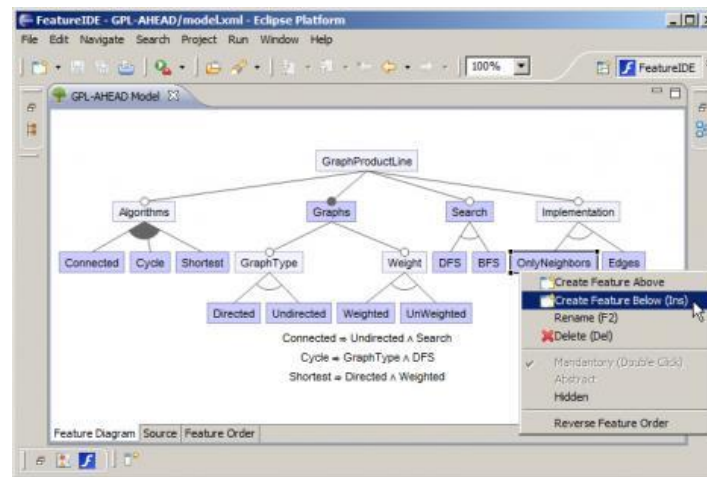 FeatureIDE - GPL-AHEAD/model.xml - Eclipse Platform
File Edit Navigate Search Project Run Window Help
100% FeatureIDE
GPL-AHEAD Model
GraphProductLine
Algorithms Graphs Search Implementation
Connected Cycle Shortest GraphType Weight DFS BFS OnlyNeighbors Edges
Create Feature Above
Create Feature Below (Ins)
Rename (F2)
Delete (Del)
Mandantory (Double Click)
Abstract
Hidden
Reverse Feature Order
Directed Undirected Weighted UnWeighted
Connected ⇒ Undirected ∧ Search
Cycle ⇒ GraphType ∧ DFS
Shortest ⇒ Directed ∧ Weighted
Feature Diagram Source Feature Order